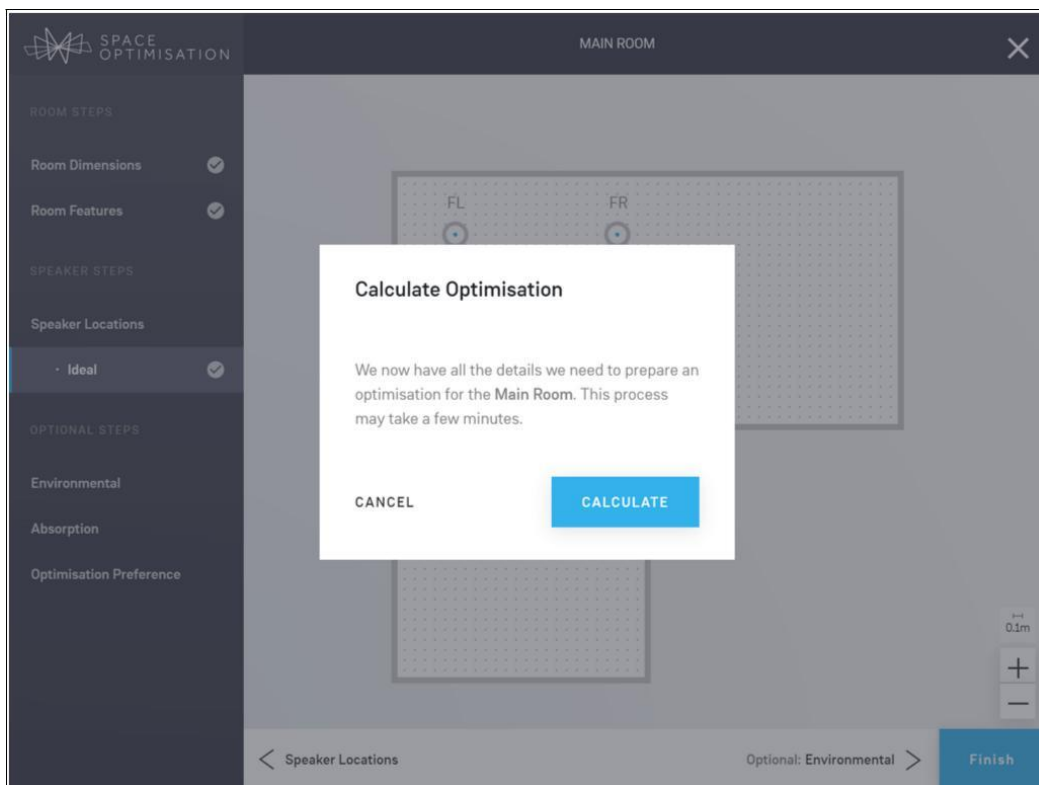 SPACE
OPTIMISATION
MAIN ROOM
ROOM STEPS
Room Dimensions
Room Features
SPEAKER STEPS
Speaker Locations
- Ideal
OPTIONAL STEPS
Environmental
Absorption
Optimisation Preference
FL
FR
Calculate Optimisation
We now have all the details we need to prepare an
optimisation for the Main Room. This process
may take a few minutes.
CANCEL
CALCULATE
0.1m
Speaker Locations
Optional: Environmental
Finish